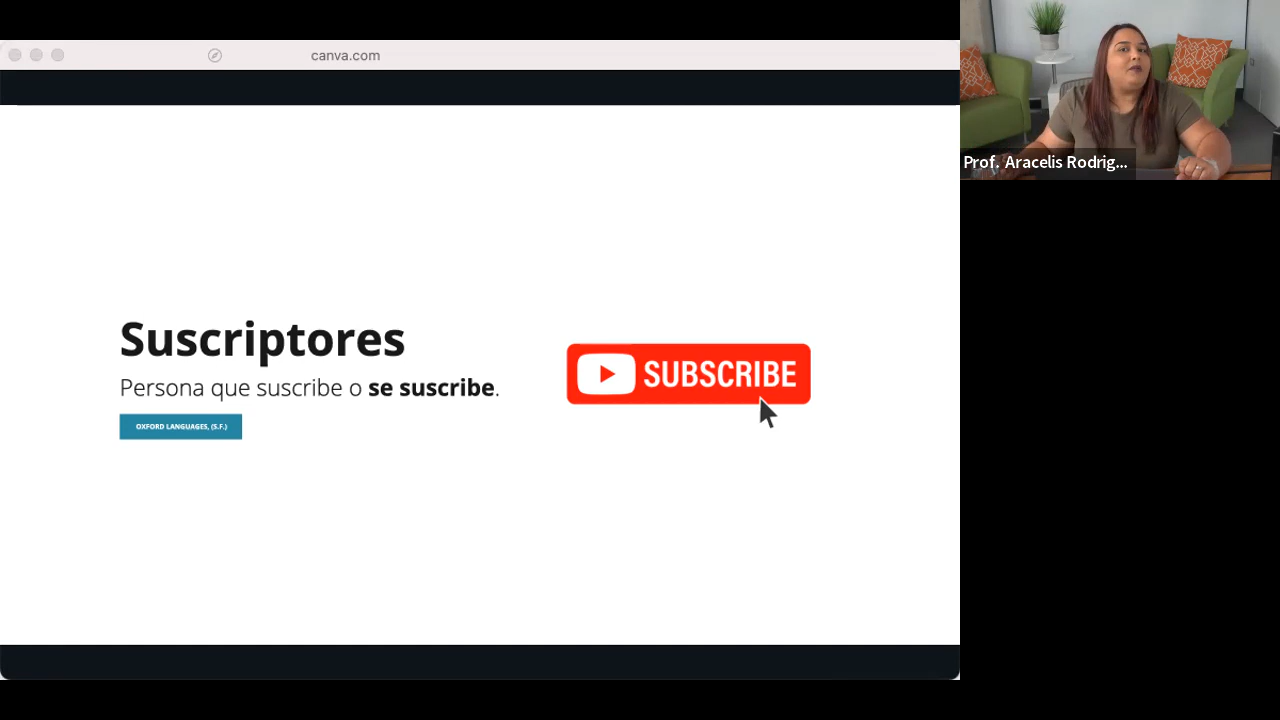 canva.com
Suscriptores
Persona que suscribe o se suscribe.
OXFORD LANGUAGES, (S.F.)
SUBSCRIBE
Prof. Aracelis Rodrig...